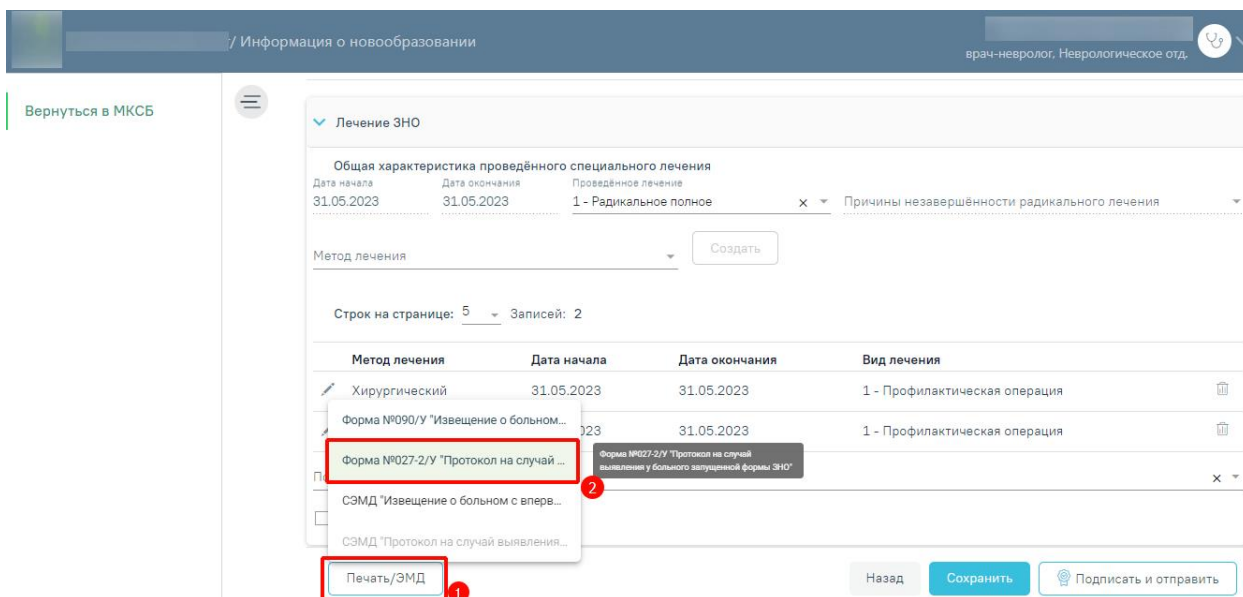 / Информация о новообразовании
врач-невролог, Неврологическое отд.
Вернуться в МКСБ
Лечение ЗНО
Общая характеристика проведённого специального лечения
Дата начала Дата окончания Проведённое лечение
31.05.2023 31.05.2023 1 - Радикальное полное Причины незавершённости радикального лечения
Метод лечения Создать
Строк на странице: 5 Записей: 2
Метод лечения Дата начала Дата окончания Вид лечения
Хирургический 31.05.2023 31.05.2023 1 - Профилактическая операция
Форма №090/У "Извещение о больном...
023 31.05.2023 1 - Профилактическая операция
Форма №027-2/У "Протокол на случай ...
Форма №027-2/У "Протокол на случай
выявления у больного запущенной формы ЗНО"
2
СЭМД "Извещение о больном с вперв...
СЭМД "Протокол на случай выявления...
Печать/ЭМД
1
Назад Сохранить Подписать и отправить